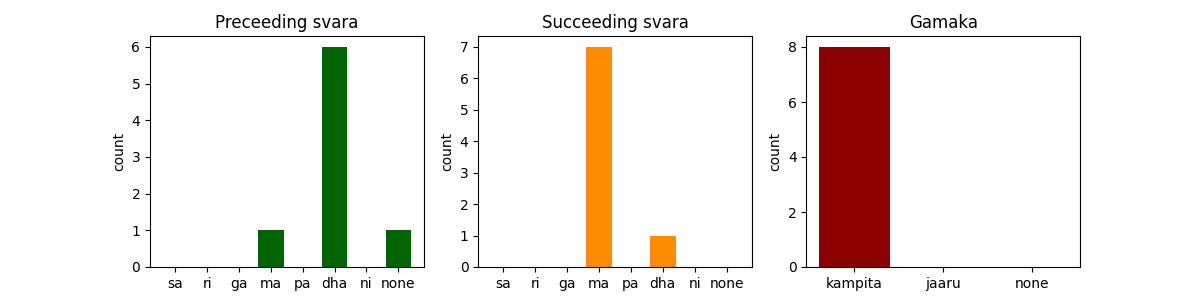 Preceeding svara
count
6
5
4
3
2
1
0
sa ri ga ma pa dha ni none
Succeeding svara
count
7
6
5
4
3
2
1
0
sa ri ga ma pa dha ni none
Gamaka
count
8
6
4
2
0
kampita jaaru none